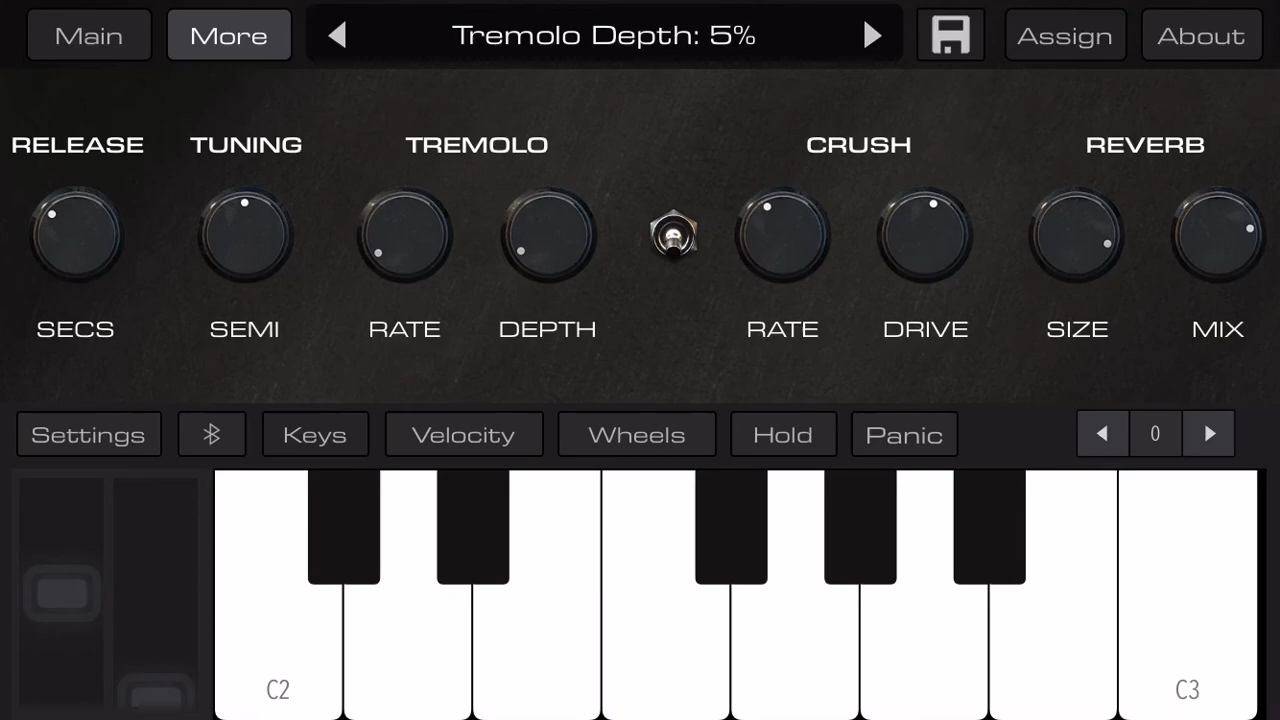 Main More Tremolo Depth: 5% Assign About
RELEASE TUNING TREMOLO CRUSH REVERB
SECS SEMI RATE DEPTH RATE DRIVE SIZE MIX
Settings Keys Velocity Wheels Hold Panic 0
C2 C3